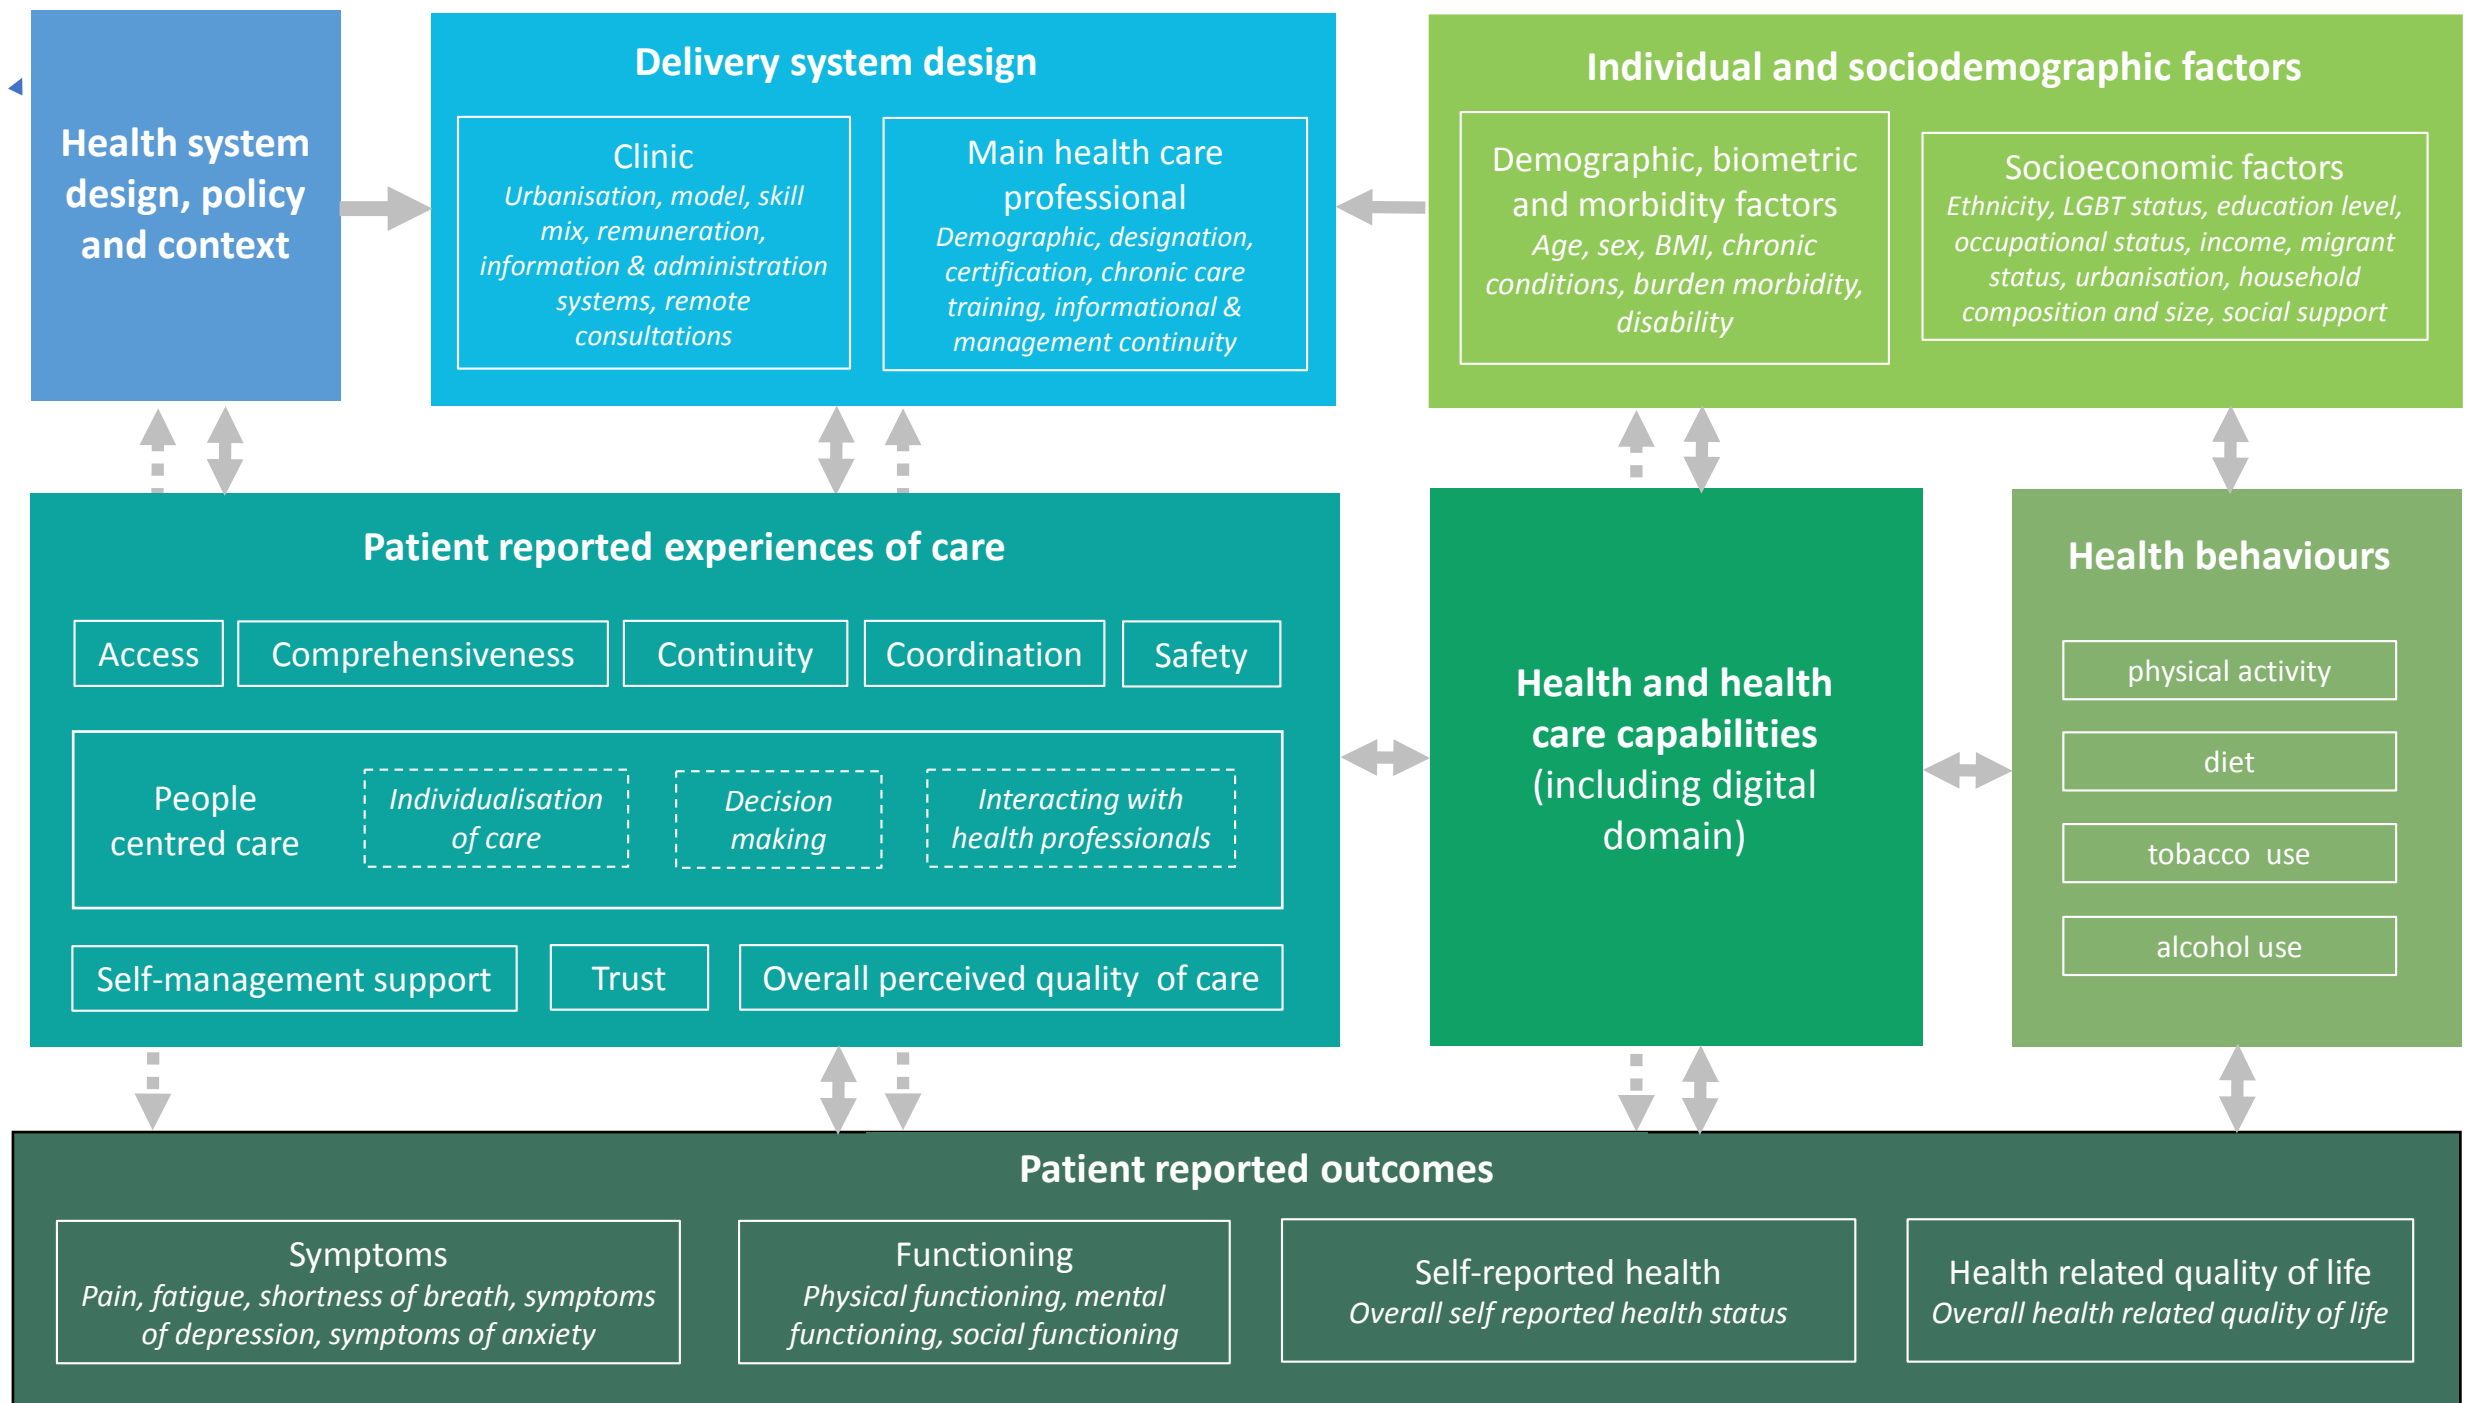 Health system
design, policy
and context
Delivery system design
Clinic
Urbanisation, model, skill
mix, remuneration,
information & administration
systems, remote
consultations
Main health care
professional
Demographic, designation,
certification, chronic care
training, informational &
management continuity
Individual and sociodemographic factors
Demographic, biometric
and morbidity factors
Age, sex, BMI, chronic
conditions, burden morbidity,
disability
Socioeconomic factors
Ethnicity, LGBT status, education level,
occupational status, income, migrant
status, urbanisation, household
composition and size, social support
Patient reported experiences of care
Access
Comprehensiveness
Continuity
Coordination
Safety
People
centred care
Individualisation
of care
Decision
making
Interacting with
health professionals
Self-management support
Trust
Overall perceived quality of care
Health and health
care capabilities
(including digital
domain)
Health behaviours
physical activity
diet
tobacco use
alcohol use
Patient reported outcomes
Symptoms
Pain, fatigue, shortness of breath, symptoms
of depression, symptoms of anxiety
Functioning
Physical functioning, mental
functioning, social functioning
Self-reported health
Overall self reported health status
Health related quality of life
Overall health related quality of life